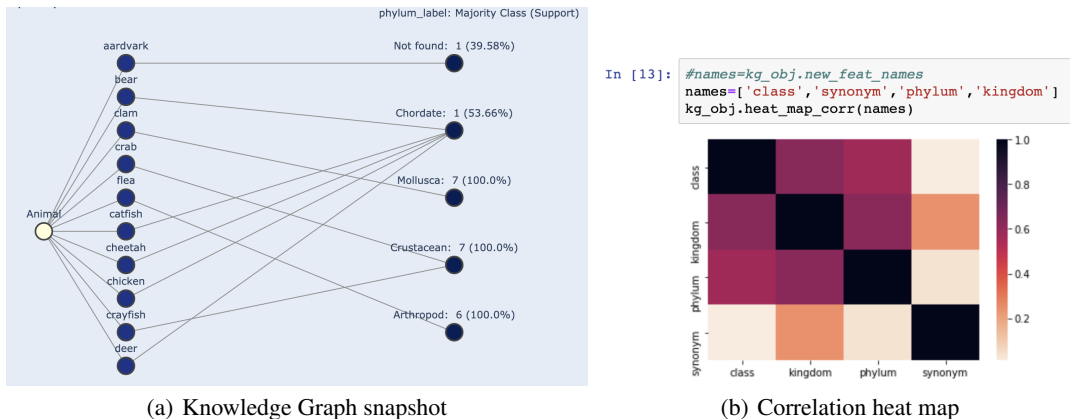 phylum_label: Majority Class (Support)
aardvark
Not found: 1 (39.58%)
bear
clam
Chordate: 1 (53.66%)
crab
flea
Mollusca: 7 (100.0%)
Animal
catfish
cheetah
Crustacean: 7 (100.0%)
chicken
crayfish
Arthropod: 6 (100.0%)
deer
(a) Knowledge Graph snapshot
In [13]:
#names=kg_obj.new_feat_names
names=['class','synonym','phylum','kingdom']
kg_obj.heat_map_corr(names)
class
kingdom
phylum
synonym
class kingdom phylum synonym
1.0
0.8
0.6
0.4
0.2
(b) Correlation heat map